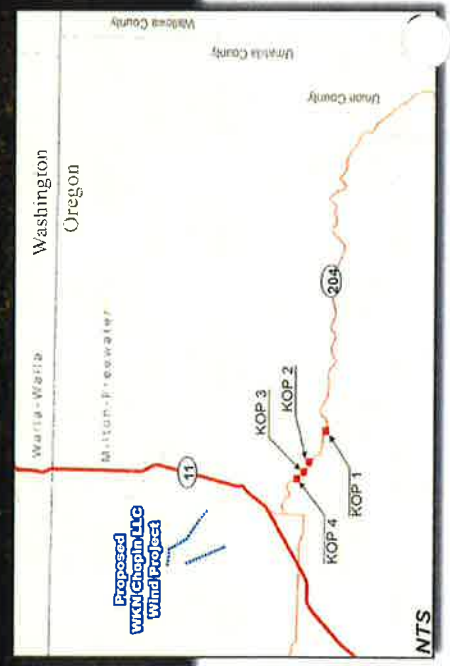 Wallowa County
Umatilla County
Union County
Washington
Oregon
Walla-Walla
Milton-Freewater
204
11
KOP 3
KOP 2
KOP 4
KOP 1
Proposed
WKN Chopin LLC
Wind Project
NTS